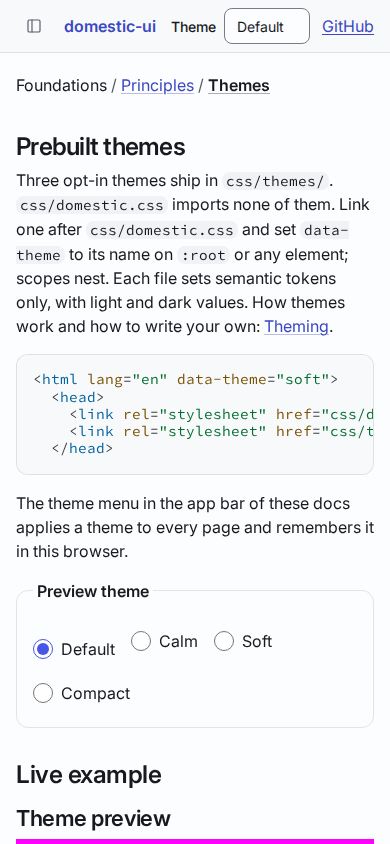 domestic-ui Theme Default GitHub
Foundations / Principles / Themes
Prebuilt themes
Three opt-in themes ship in css/themes/.
css/domestic.css imports none of them. Link
one after css/domestic.css and set data-
theme to its name on :root or any element;
scopes nest. Each file sets semantic tokens
only, with light and dark values. How themes
work and how to write your own: Theming.
<html lang="en" data-theme="soft">
<head>
<link rel="stylesheet" href="css/d
<link rel="stylesheet" href="css/t
</head>
The theme menu in the app bar of these docs
applies a theme to every page and remembers it
in this browser.
Preview theme
Default Calm Soft
Compact
Live example
Theme preview